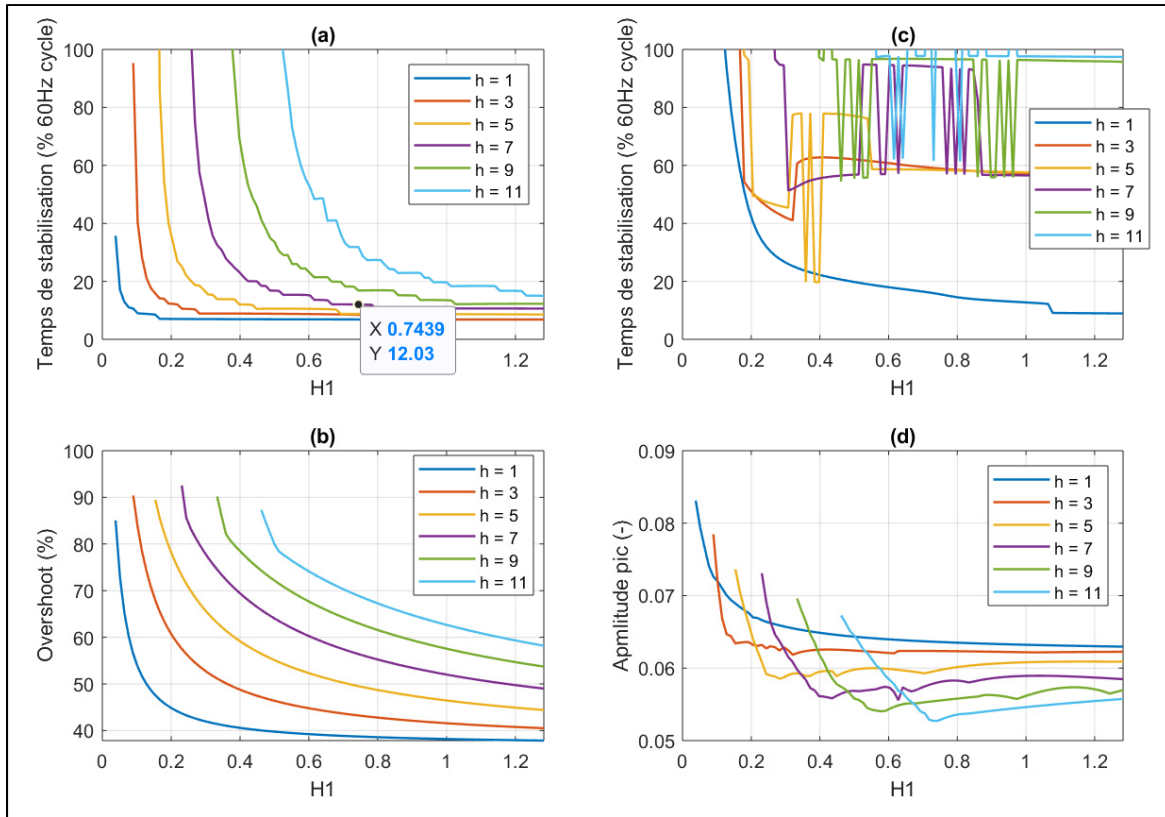 (a)
Temps de stabilisation (% 60Hz cycle)
100
80
60
40
20
0
h = 1
h = 3
h = 5
h = 7
h = 9
h = 11
X 0.7439
Y 12.03
0 0.2 0.4 0.6 0.8 1 1.2
H1
(c)
Temps de stabilisation (% 60Hz cycle)
100
80
60
40
20
0
h = 1
h = 3
h = 5
h = 7
h = 9
h = 11
0 0.2 0.4 0.6 0.8 1 1.2
H1
(b)
Overshoot (%)
100
90
80
70
60
50
40
h = 1
h = 3
h = 5
h = 7
h = 9
h = 11
0 0.2 0.4 0.6 0.8 1 1.2
H1
(d)
Apmlitude pic (-)
0.09
0.08
0.07
0.06
0.05
h = 1
h = 3
h = 5
h = 7
h = 9
h = 11
0 0.2 0.4 0.6 0.8 1 1.2
H1